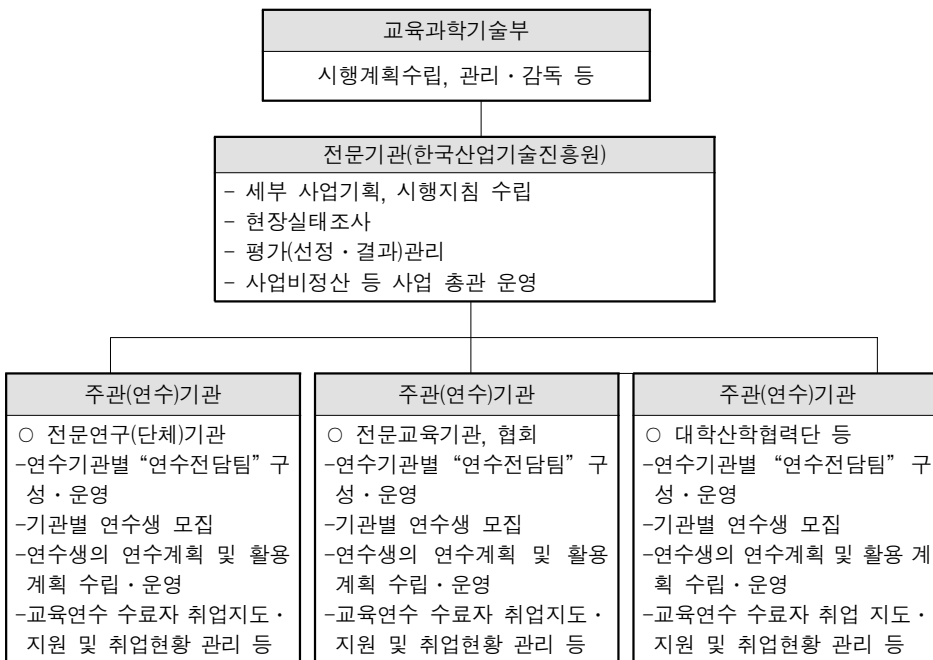 교육과학기술부
시행계획수립, 관리・감독 등
전문기관(한국산업기술진흥원)
- 세부 사업기획, 시행지침 수립
- 현장실태조사
- 평가(선정・결과)관리
- 사업비정산 등 사업 총관 운영
주관(연수)기관
○ 전문연구(단체)기관
-연수기관별 “연수전담팀” 구
성・운영
-기관별 연수생 모집
-연수생의 연수계획 및 활용
계획 수립・운영
-교육연수 수료자 취업지도・
지원 및 취업현황 관리 등
주관(연수)기관
○ 전문교육기관, 협회
-연수기관별 “연수전담팀” 구
성・운영
-기관별 연수생 모집
-연수생의 연수계획 및 활용
계획 수립・운영
-교육연수 수료자 취업지도・
지원 및 취업현황 관리 등
주관(연수)기관
○ 대학산학협력단 등
-연수기관별 “연수전담팀” 구
성・운영
-기관별 연수생 모집
-연수생의 연수계획 및 활용 계
획 수립・운영
-교육연수 수료자 취업 지도・
지원 및 취업현황 관리 등